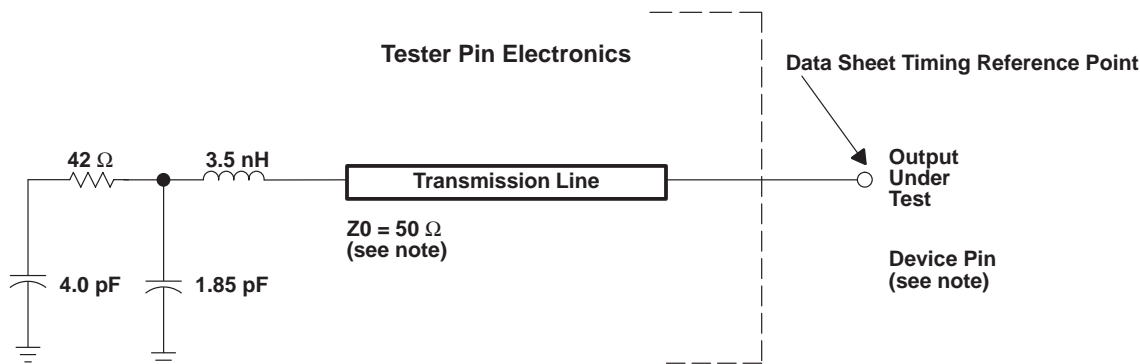 Tester Pin Electronics
Data Sheet Timing Reference Point
42 Ω
3.5 nH
Transmission Line
Output
Under
Test
Z0 = 50 Ω
(see note)
Device Pin
(see note)
4.0 pF
1.85 pF